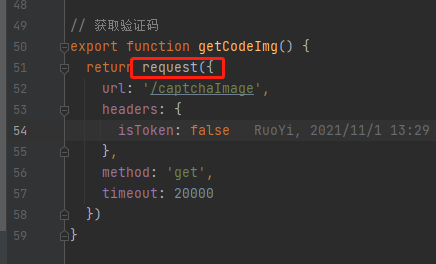 48
49 // 获取验证码
50 export function getCodeImg() {
51 return request({
52 url: '/captchaImage',
53 headers: {
54 isToken: false RuoYi, 2021/11/1 13:29
55 },
56 method: 'get',
57 timeout: 20000
58 })
59 }